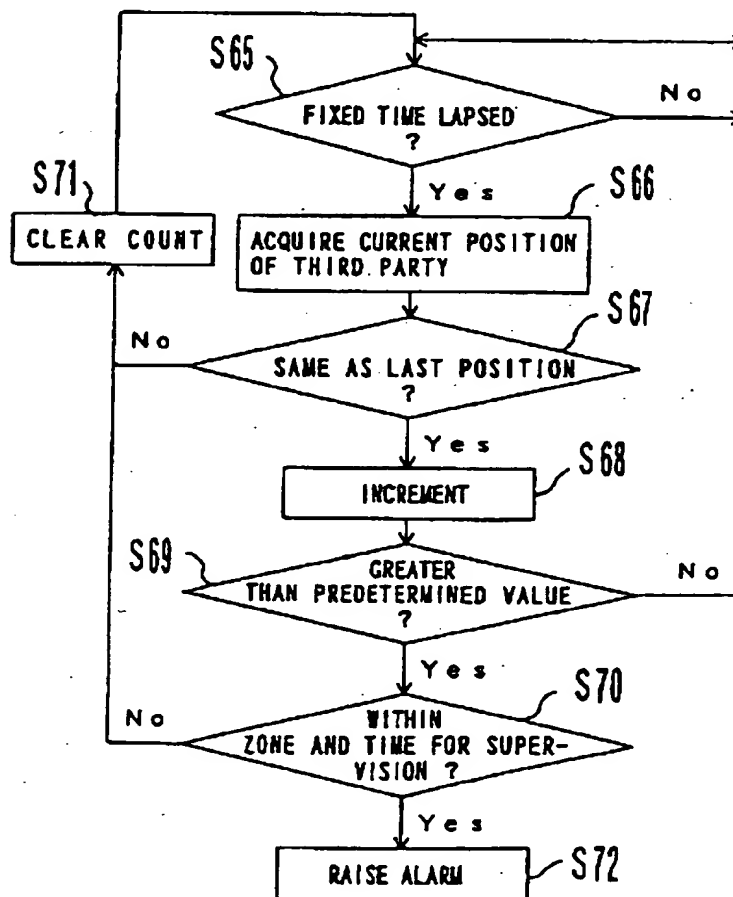 S65
FIXED TIME LAPSED
?
No
Yes
S71
CLEAR COUNT
S66
ACQUIRE CURRENT POSITION
OF THIRD PARTY
No
S67
SAME AS LAST POSITION
?
Yes
S68
INCREMENT
S69
GREATER
THAN PREDETERMINED VALUE
?
No
Yes
S70
No
WITHIN
ZONE AND TIME FOR SUPER-
VISION ?
Yes
RAISE ALARM
S72